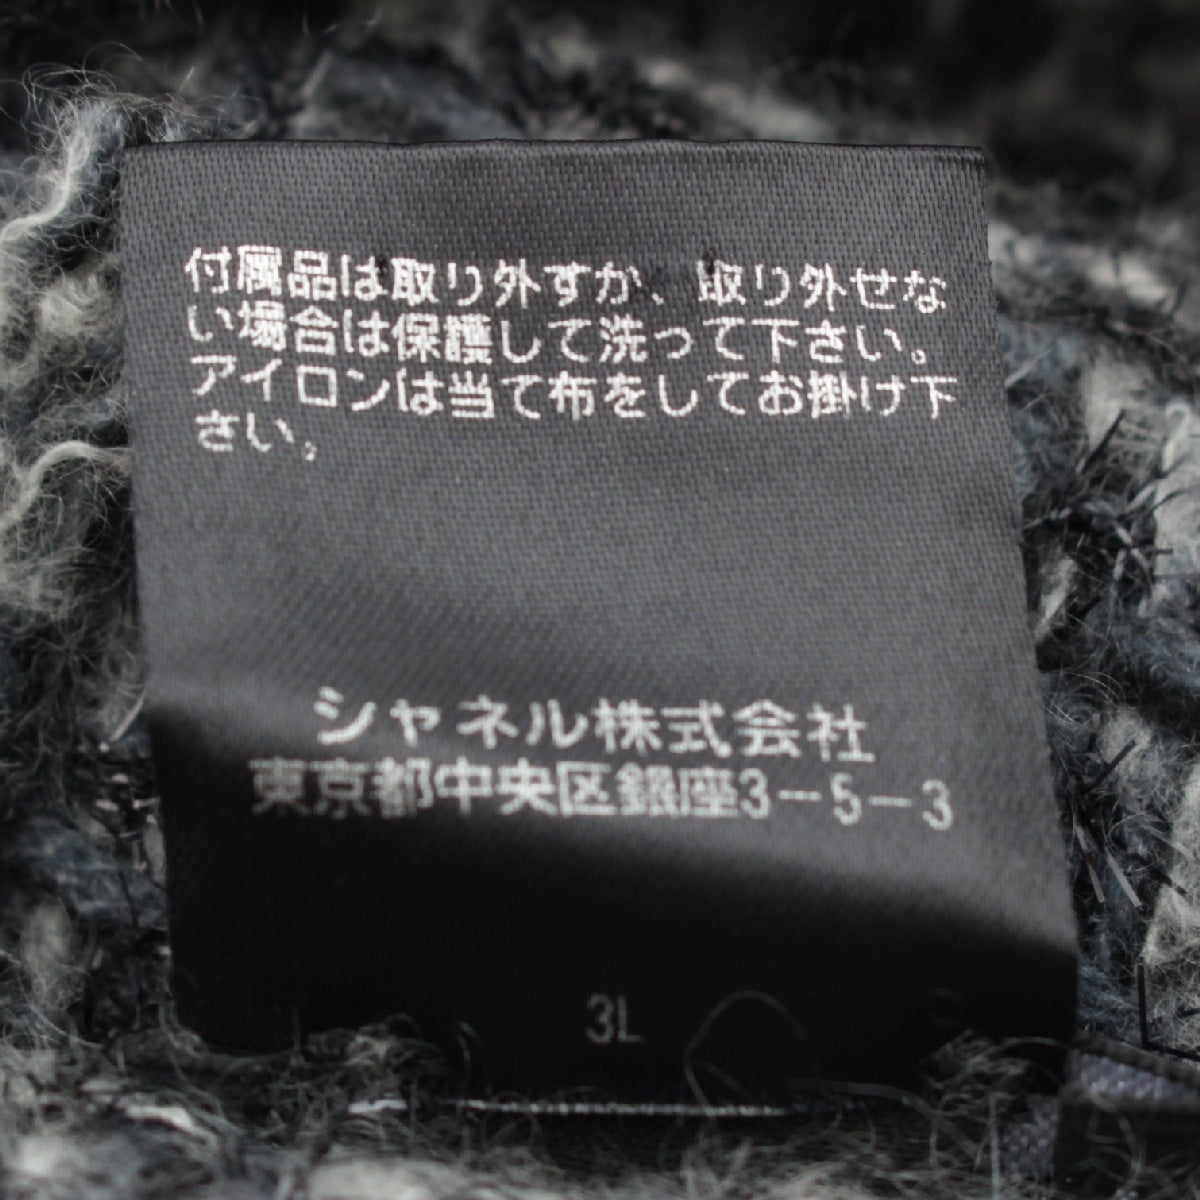 付属品は取り外すか、取り外せな
い場合は保護して洗って下さい。
アイロンは当て布をしてお掛け下
さい。
シャネル株式会社
東京都中央区銀座3-5-3
3L